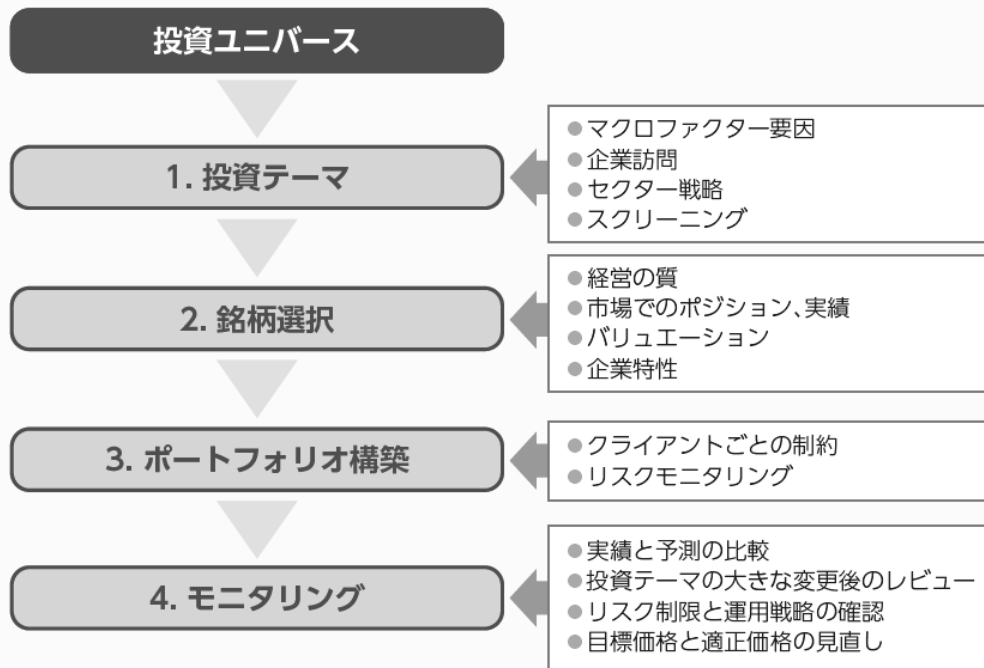 投資ユニバース
1. 投資テーマ
●マクロファクター要因
●企業訪問
●セクター戦略
●スクリーニング
2. 銘柄選択
●経営の質
●市場でのポジション、実績
●バリュエーション
●企業特性
3. ポートフォリオ構築
●クライアントごとの制約
●リスクモニタリング
4. モニタリング
●実績と予測の比較
●投資テーマの大きな変更後のレビュー
●リスク制限と運用戦略の確認
●目標価格と適正価格の見直し